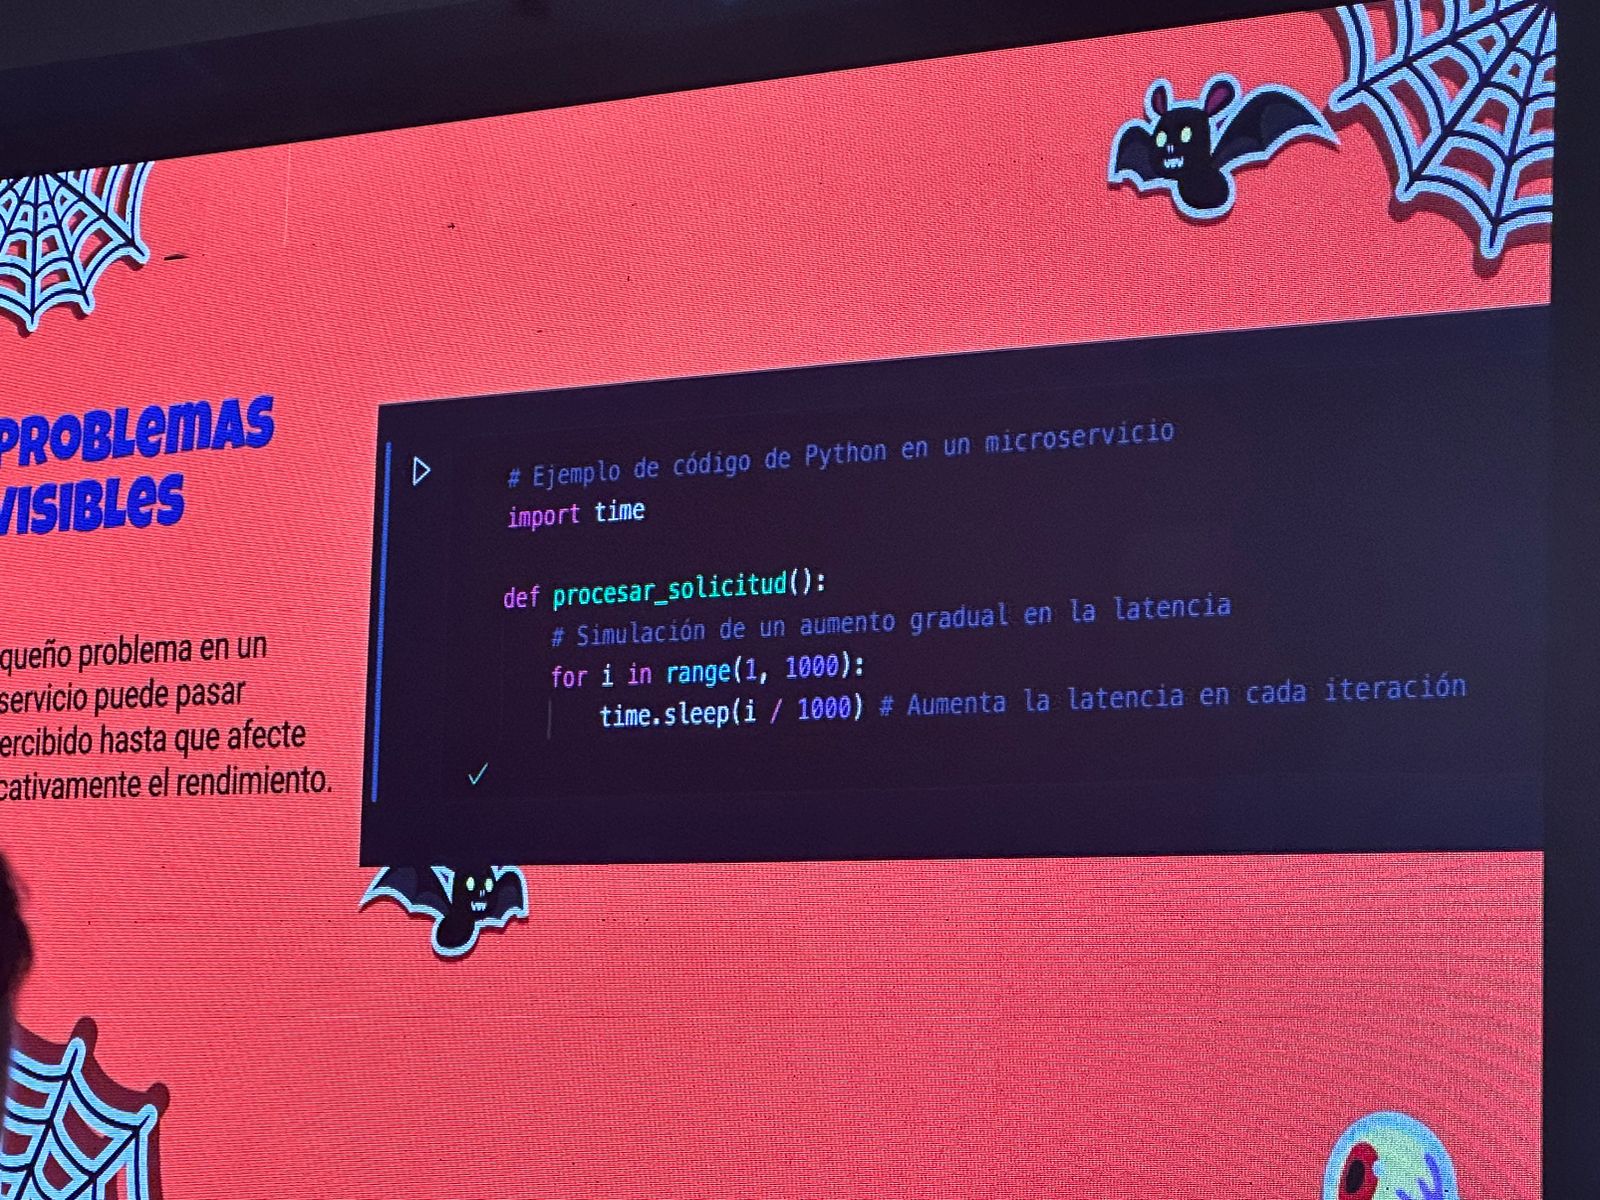 PROBLEMAS
VISIBLES
queño problema en un
servicio puede pasar
ercibido hasta que afecte
cativamente el rendimiento.
# Ejemplo de código de Python en un microservicio
import time
def procesar_solicitud():
# Simulación de un aumento gradual en la latencia
for i in range(1, 1000):
time.sleep(i / 1000) # Aumenta la latencia en cada iteración